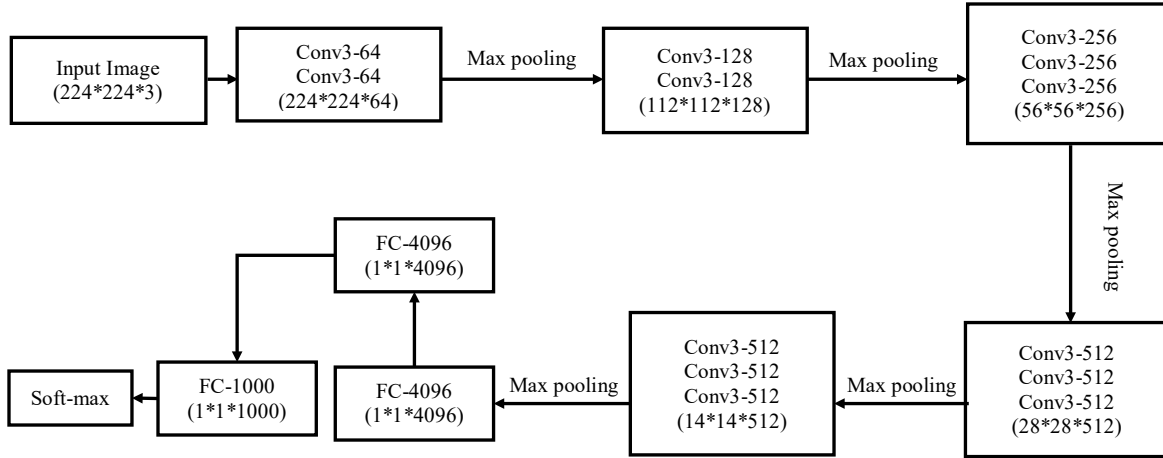 Input Image
(224*224*3)
Conv3-64
Conv3-64
(224*224*64)
Max pooling
Conv3-128
Conv3-128
(112*112*128)
Max pooling
Conv3-256
Conv3-256
Conv3-256
(56*56*256)
Max pooling
Conv3-512
Conv3-512
Conv3-512
(28*28*512)
Max pooling
Conv3-512
Conv3-512
Conv3-512
(14*14*512)
Max pooling
FC-4096
(1*1*4096)
FC-4096
(1*1*4096)
FC-1000
(1*1*1000)
Soft-max